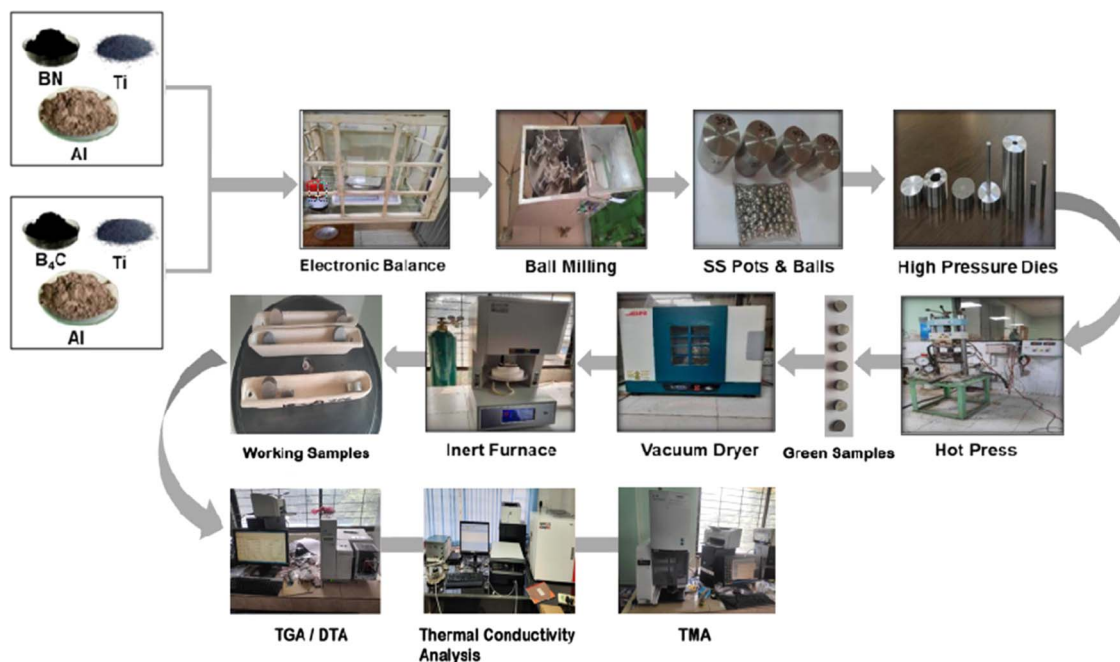 BN
Ti
Al
B₄C
Ti
Al
Electronic Balance
Ball Milling
SS Pots & Balls
High Pressure Dies
Working Samples
Inert Furnace
Vacuum Dryer
Green Samples
Hot Press
TGA / DTA
Thermal Conductivity
Analysis
TMA